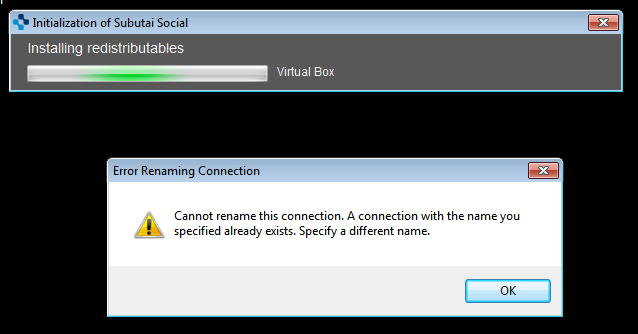 Initialization of Subutai Social
Installing redistributables
Virtual Box
Error Renaming Connection
Cannot rename this connection. A connection with the name you
specified already exists. Specify a different name.
OK